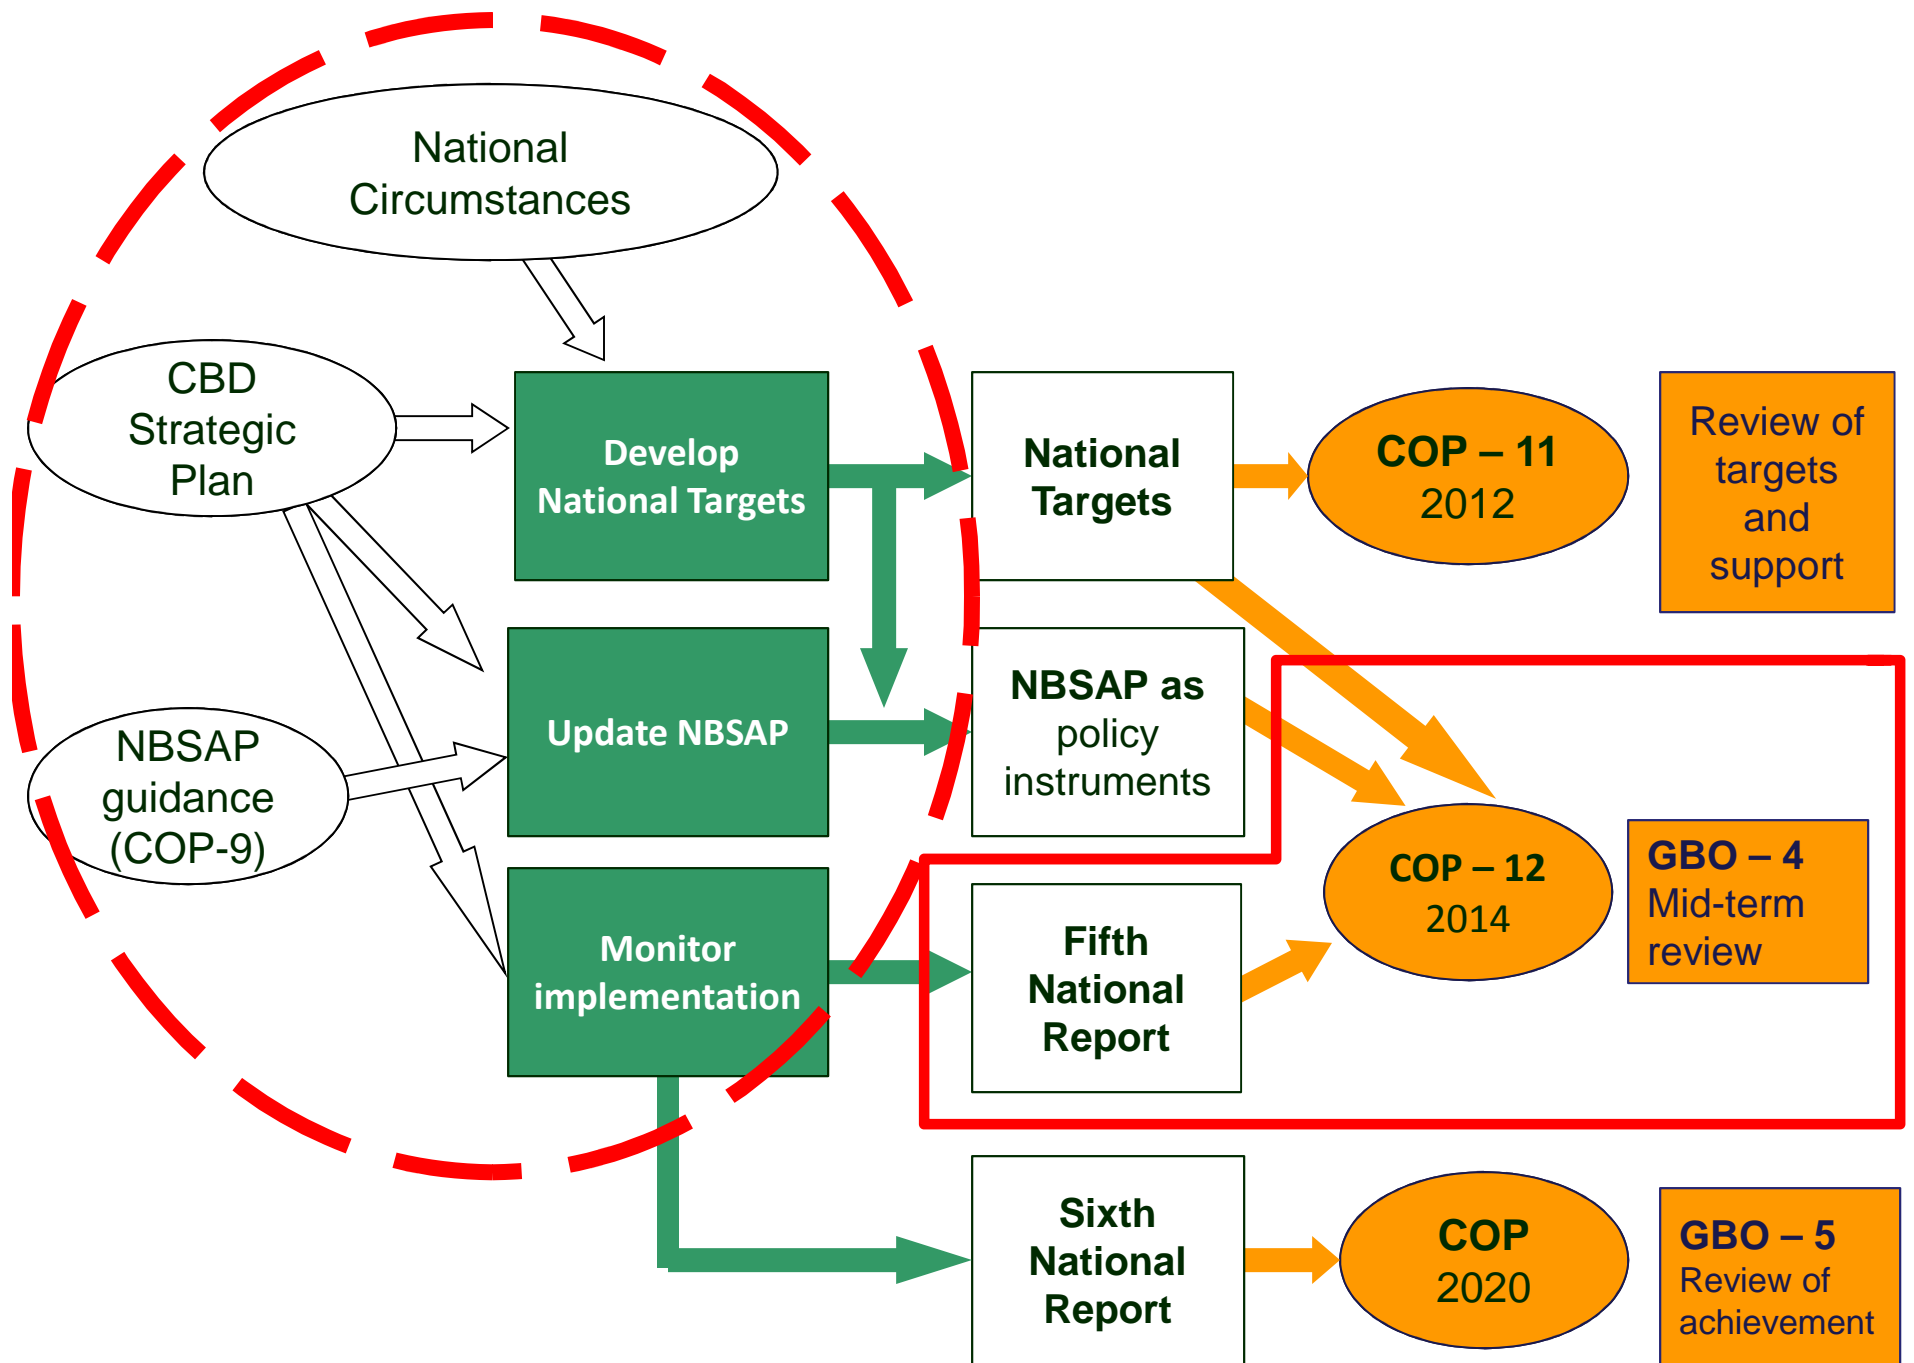 National
Circumstances
CBD
Strategic
Plan
NBSAP
guidance
(COP-9)
Develop
National Targets
Update NBSAP
Monitor
implementation
National
Targets
NBSAP as
policy
instruments
Fifth
National
Report
Sixth
National
Report
COP – 11
2012
COP – 12
2014
COP
2020
Review of
targets
and
support
GBO – 4
Mid-term
review
GBO – 5
Review of
achievement